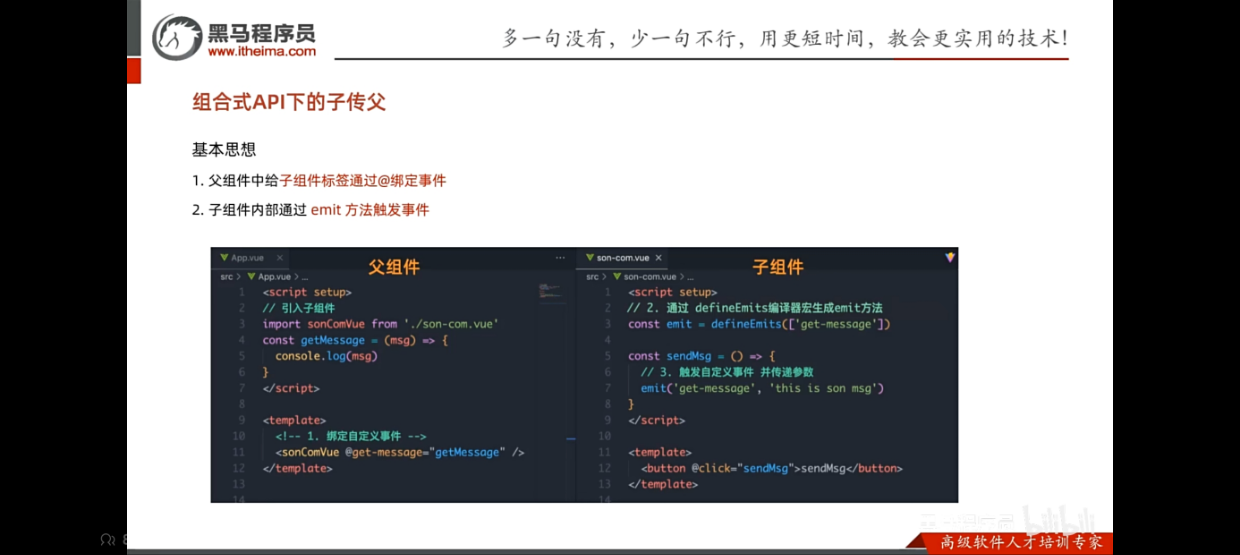 黑马程序员
www.itheima.com
多一句没有，少一句不行，用更短时间，教会更实用的技术！
组合式API下的子传父
基本思想
1. 父组件中给子组件标签通过@绑定事件
2. 子组件内部通过 emit 方法触发事件
App.vue ×
父组件
src > App.vue > ...
1 <script setup>
2 // 引入子组件
3 import sonComVue from './son-com.vue'
4 const getMessage = (msg) => {
5 console.log(msg)
6 }
7 </script>
8
9 <template>
10 <!-- 1. 绑定自定义事件 -->
11 <sonComVue @get-message="getMessage" />
12 </template>
13
14
son-com.vue ×
子组件
src > son-com.vue > ...
1 <script setup>
2 // 2. 通过 defineEmits编译器宏生成emit方法
3 const emit = defineEmits(['get-message'])
4
5 const sendMsg = () => {
6 // 3. 触发自定义事件 并传递参数
7 emit('get-message', 'this is son msg')
8 }
9 </script>
10
11 <template>
12 <button @click="sendMsg">sendMsg</button>
13 </template>
14
bilibili
高级软件人才培训专家